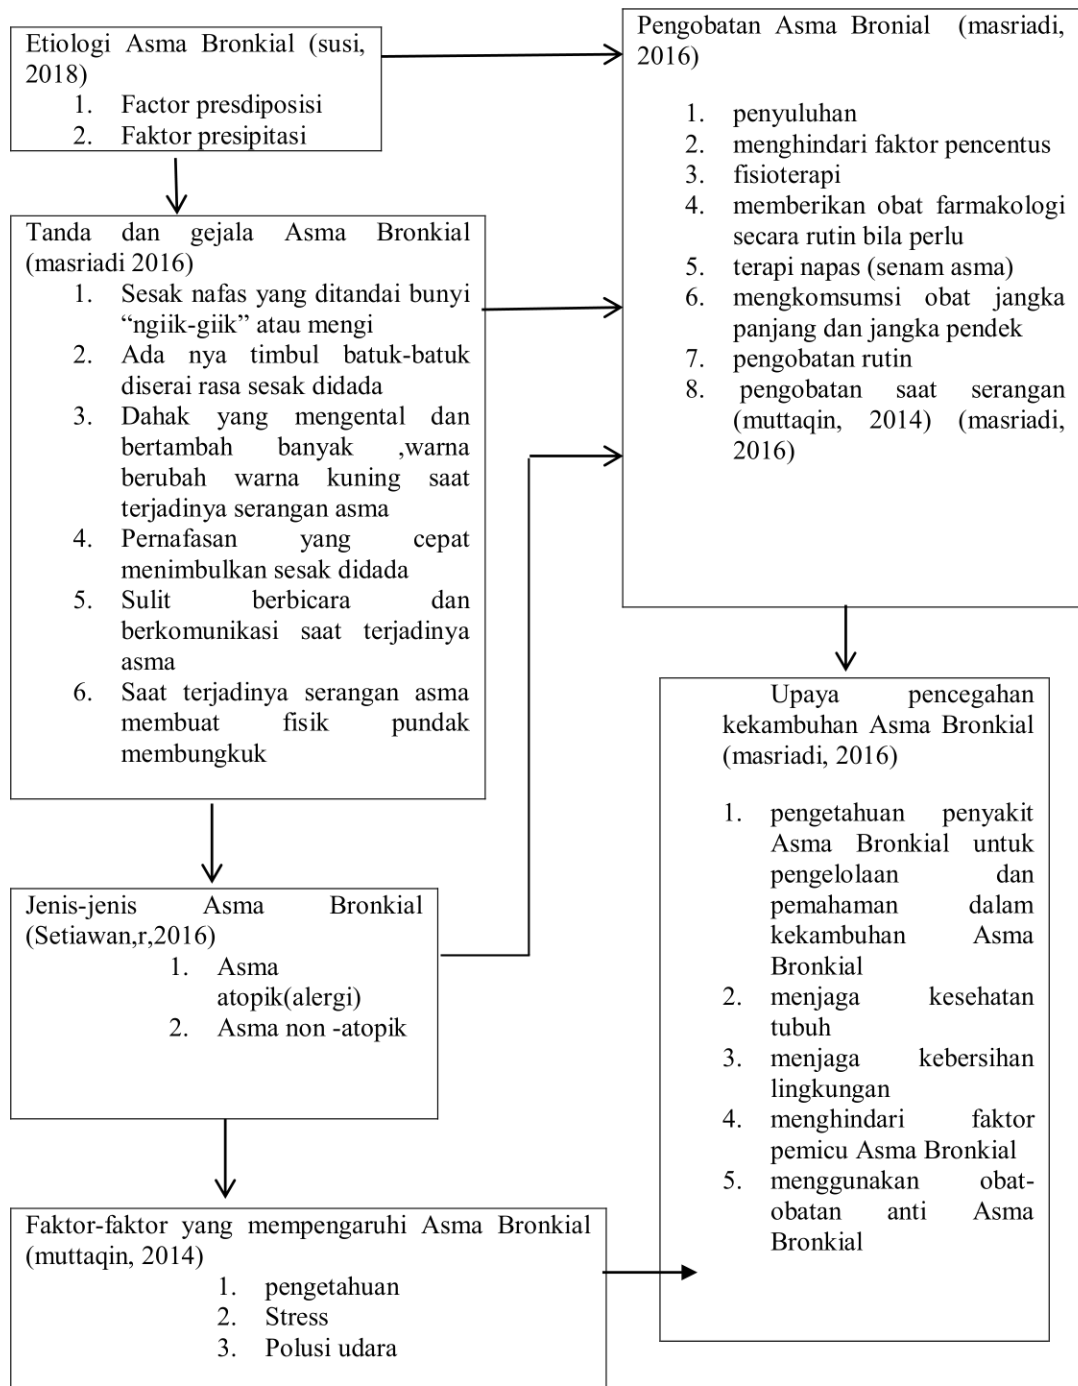 Etiologi Asma Bronkial (susi,
2018)
1. Factor presdiposisi
2. Faktor presipitasi
Tanda dan gejala Asma Bronkial
(masriadi 2016)
1. Sesak nafas yang ditandai bunyi
“ngiik-giik” atau mengi
2. Ada nya timbul batuk-batuk
diserai rasa sesak didada
3. Dahak yang mengental dan
bertambah banyak ,warna
berubah warna kuning saat
terjadinya serangan asma
4. Pernafasan yang cepat
menimbulkan sesak didada
5. Sulit berbicara dan
berkomunikasi saat terjadinya
asma
6. Saat terjadinya serangan asma
membuat fisik pundak
membungkuk
Jenis-jenis Asma Bronkial
(Setiawan,r,2016)
1. Asma
atopik(alergi)
2. Asma non -atopik
Faktor-faktor yang mempengaruhi Asma Bronkial
(muttaqin, 2014)
1. pengetahuan
2. Stress
3. Polusi udara
Pengobatan Asma Bronial (masriadi,
2016)
1. penyuluhan
2. menghindari faktor pencentus
3. fisioterapi
4. memberikan obat farmakologi
secara rutin bila perlu
5. terapi napas (senam asma)
6. mengkomsumsi obat jangka
panjang dan jangka pendek
7. pengobatan rutin
8. pengobatan saat serangan
(muttaqin, 2014) (masriadi,
2016)
Upaya pencegahan
kekambuhan Asma Bronkial
(masriadi, 2016)
1. pengetahuan penyakit
Asma Bronkial untuk
pengelolaan dan
pemahaman dalam
kekambuhan Asma
Bronkial
2. menjaga kesehatan
tubuh
3. menjaga kebersihan
lingkungan
4. menghindari faktor
pemicu Asma Bronkial
5. menggunakan obat-
obatan anti Asma
Bronkial